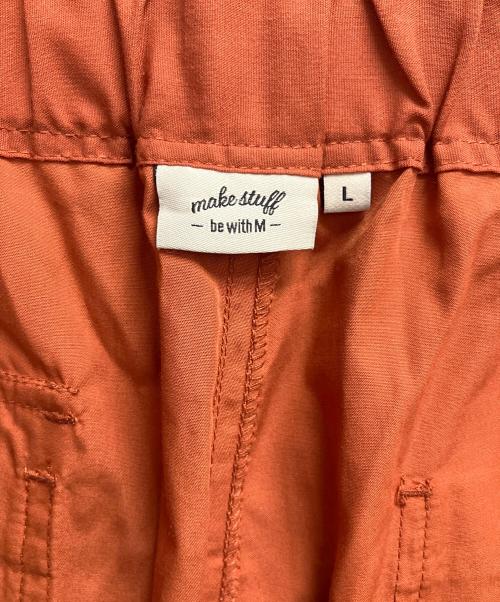 make stuff
- be with M -
L